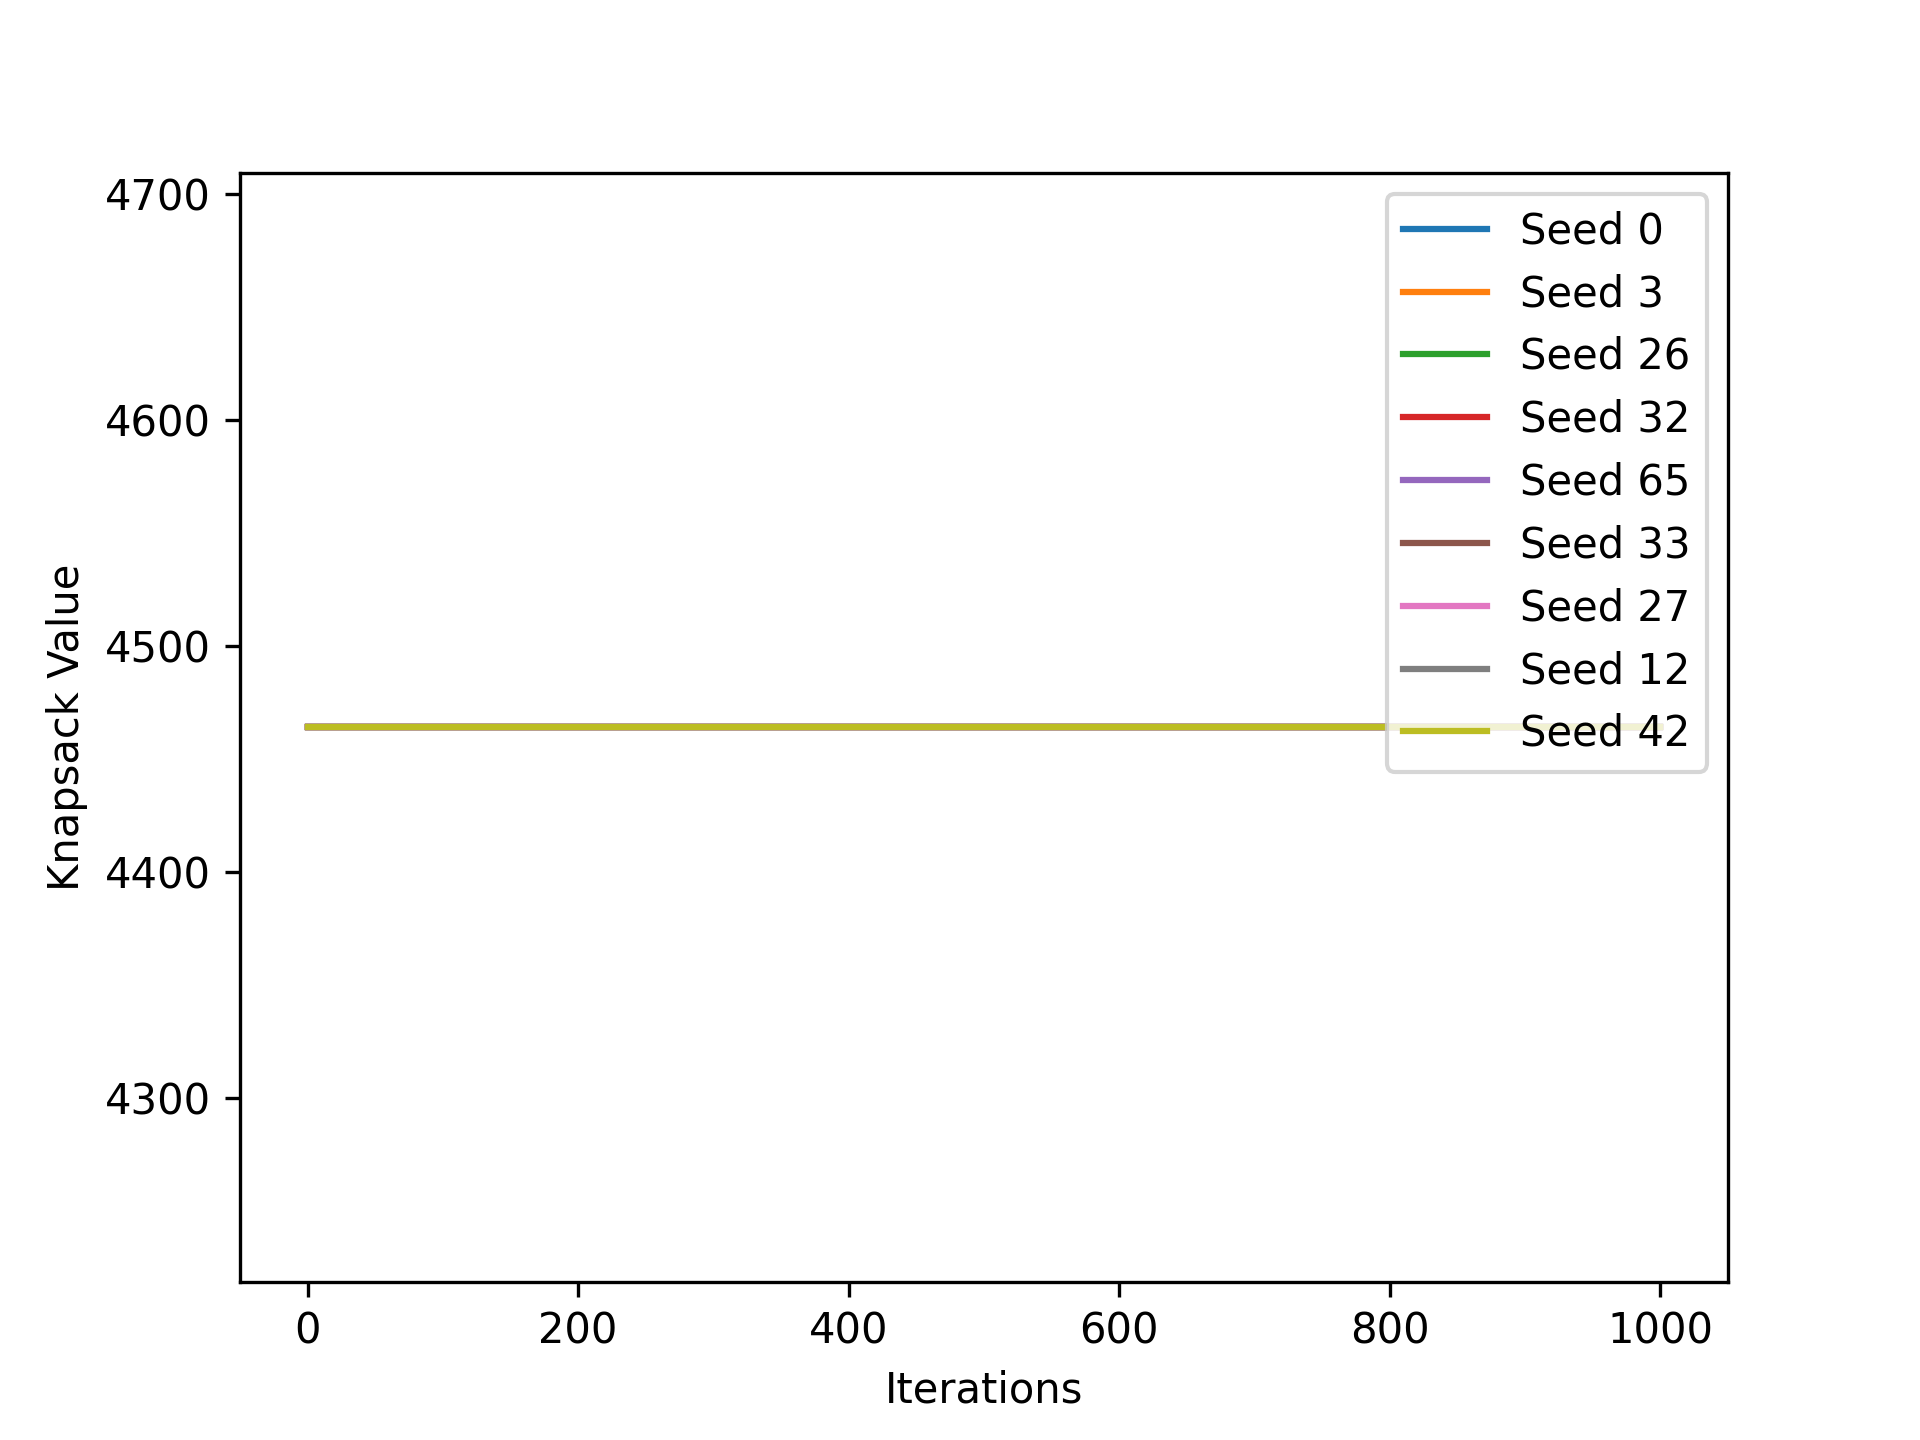 4700
4600
4500
4400
4300
Knapsack Value
Seed 0
Seed 3
Seed 26
Seed 32
Seed 65
Seed 33
Seed 27
Seed 12
Seed 42
0 200 400 600 800 1000
Iterations